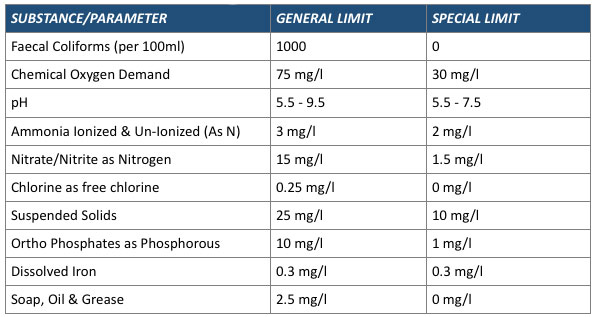 SUBSTANCE/PARAMETER GENERAL LIMIT SPECIAL LIMIT
Faecal Coliforms (per 100ml) 1000 0
Chemical Oxygen Demand 75 mg/l 30 mg/l
pH 5.5 - 9.5 5.5 - 7.5
Ammonia Ionized & Un-Ionized (As N) 3 mg/l 2 mg/l
Nitrate/Nitrite as Nitrogen 15 mg/l 1.5 mg/l
Chlorine as free chlorine 0.25 mg/l 0 mg/l
Suspended Solids 25 mg/l 10 mg/l
Ortho Phosphates as Phosphorous 10 mg/l 1 mg/l
Dissolved Iron 0.3 mg/l 0.3 mg/l
Soap, Oil & Grease 2.5 mg/l 0 mg/l